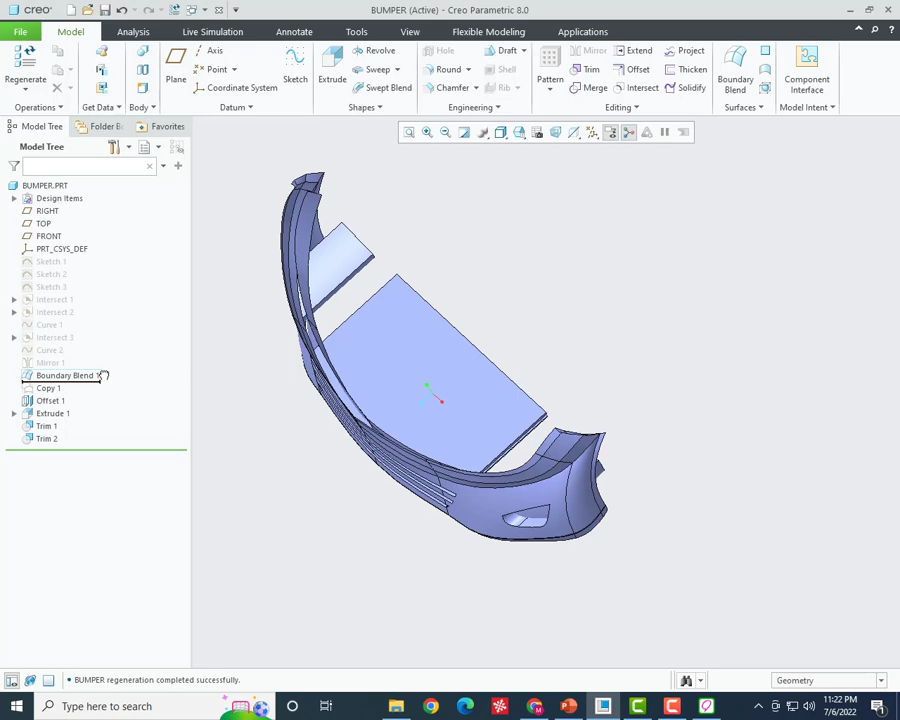 creo
BUMPER (Active) - Creo Parametric 8.0
File Model Analysis Live Simulation Annotate Tools View Flexible Modeling Applications
Regenerate
Operations
Get Data
Body
Plane
Axis
Point
Coordinate System
Sketch
Datum
Extrude
Revolve
Sweep
Swept Blend
Shapes
Hole
Draft
Round
Shell
Chamfer
Rib
Engineering
Pattern
Mirror
Extend
Project
Trim
Offset
Thicken
Merge
Intersect
Solidify
Editing
Boundary
Blend
Surfaces
Component
Interface
Model Intent
Model Tree
Folder B
Favorites
Model Tree
BUMPER.PRT
Design Items
RIGHT
TOP
FRONT
PRT_CSYS_DEF
Sketch 1
Sketch 2
Sketch 3
Intersect 1
Intersect 2
Curve 1
Intersect 3
Curve 2
Mirror 1
Boundary Blend 1
Copy 1
Offset 1
Extrude 1
Trim 1
Trim 2
• BUMPER regeneration completed successfully.
Geometry
Type here to search
11:22 PM
7/6/2022